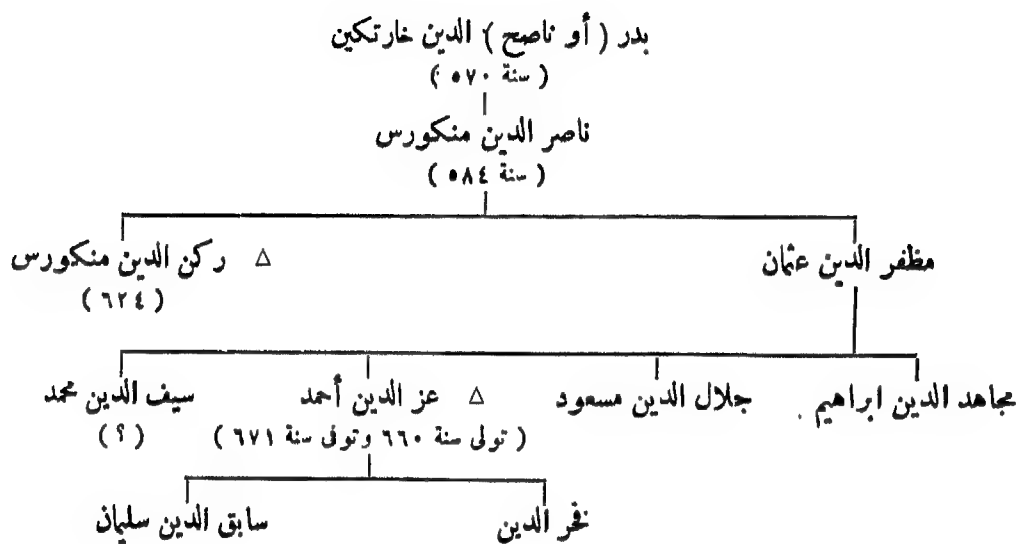 بدر ( أو ناصح ) الدين خارتكين
( سنة ٥٧٠ )
ناصر الدين منكورس
( سنة ٥٨٤ )
مظفر الدين عثمان △ ركن الدين منكورس
( ٦٢٤ )
مجاهد الدين ابراهيم . جلال الدين مسعود △ عز الدين أحمد سيف الدين محمد
( تولى سنة ٦٦٠ وتوفى سنة ٦٧١ ) ( ؟ )
فخر الدين سابق الدين سليمان